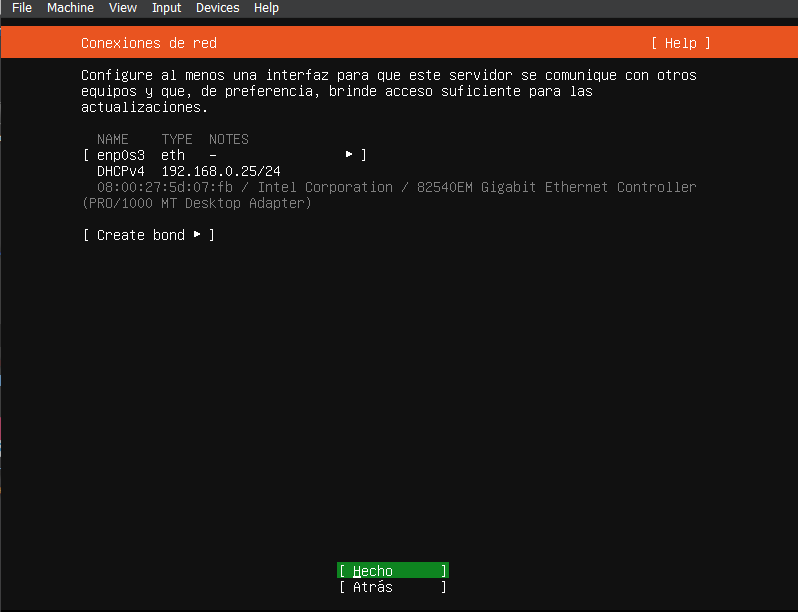 File Machine View Input Devices Help
Conexiones de red [ Help ]
Configure al menos una interfaz para que este servidor se comunique con otros
equipos y que, de preferencia, brinde acceso suficiente para las
actualizaciones.
NAME TYPE NOTES
[ enp0s3 eth - ▸ ]
DHCPv4 192.168.0.25/24
08:00:27:5d:07:fb / Intel Corporation / 82540EM Gigabit Ethernet Controller
(PRO/1000 MT Desktop Adapter)
[ Create bond ▸ ]
[ Hecho ]
[ Atrás ]